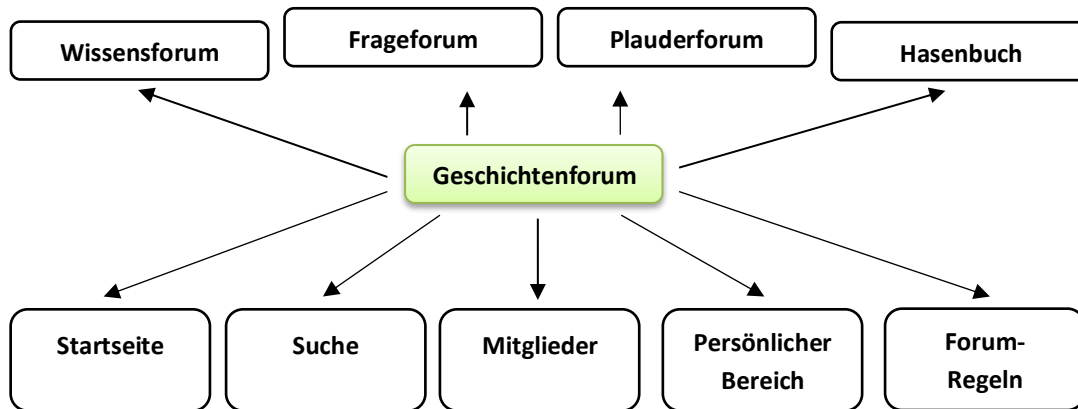 Wissensforum
Frageforum
Plauderforum
Hasenbuch
Geschichtenforum
Startseite
Suche
Mitglieder
Persönlicher
Bereich
Forum-
Regeln